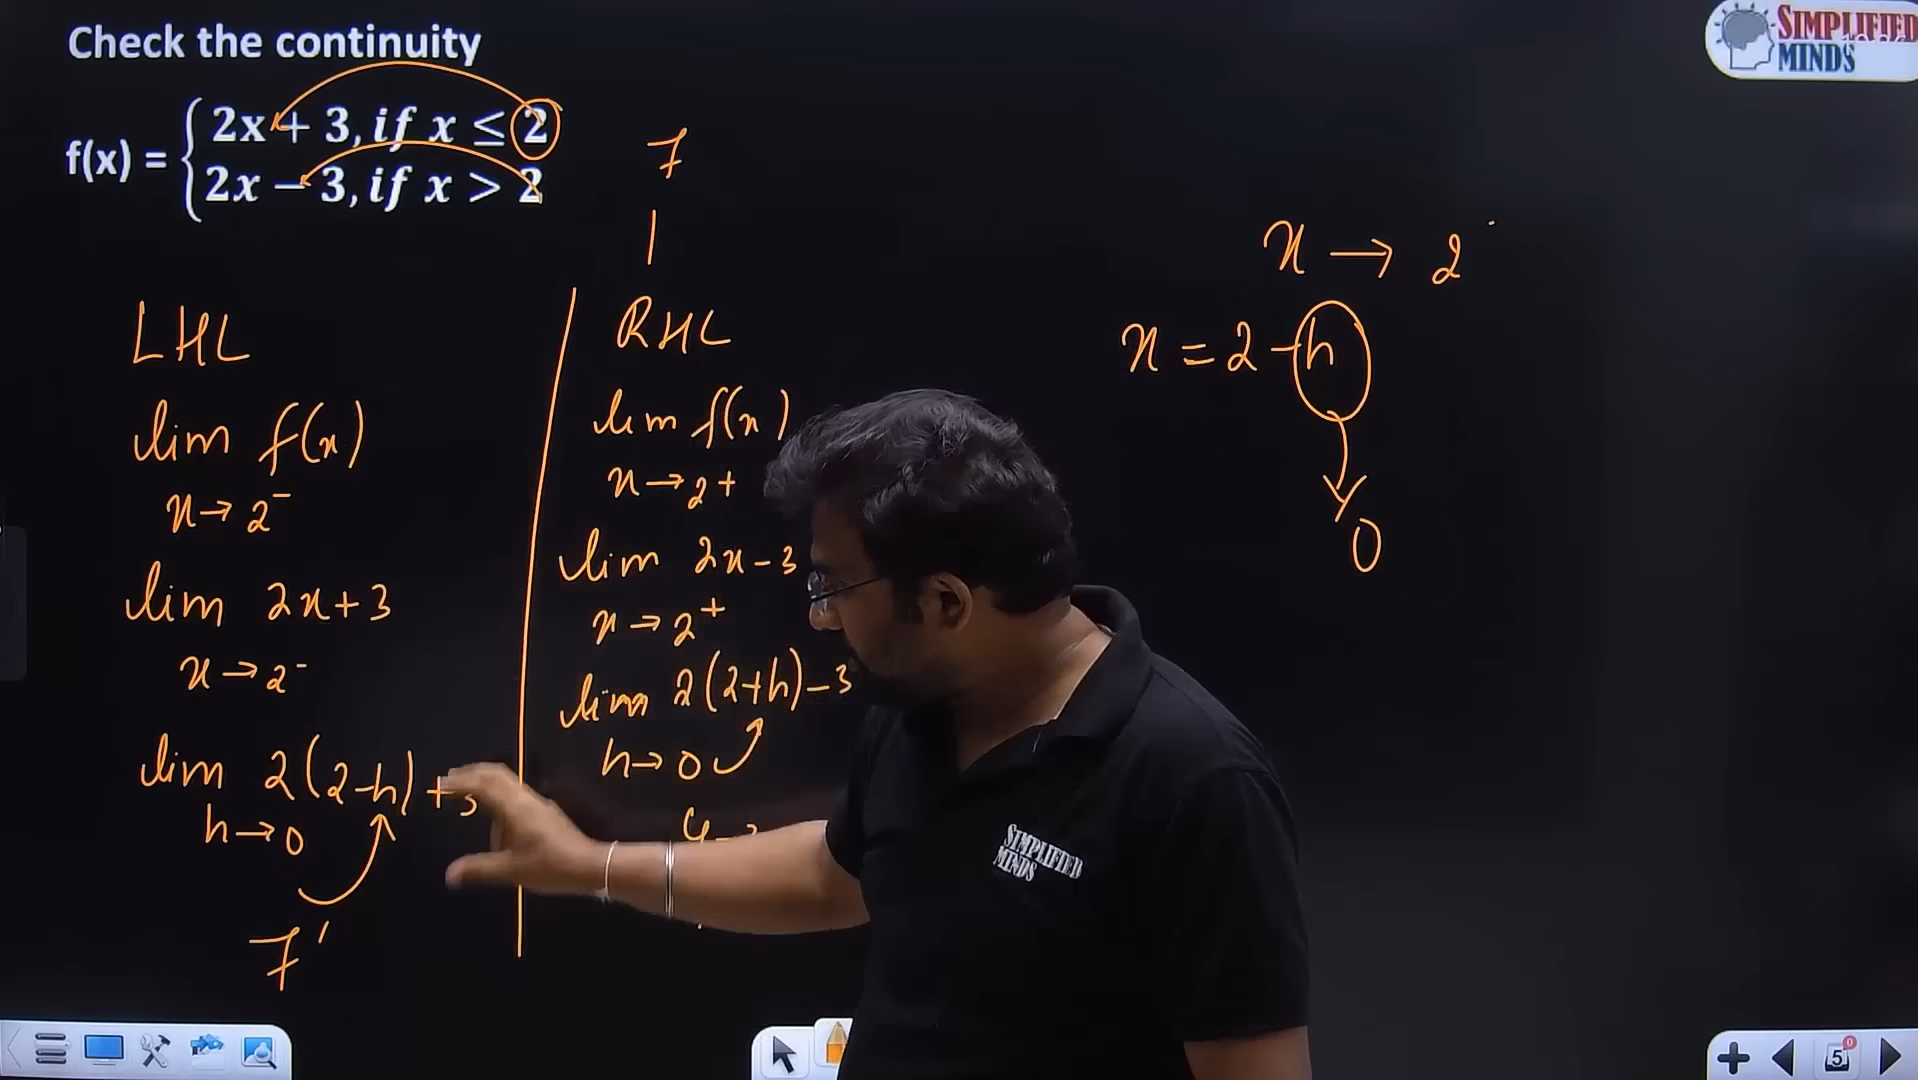 Check the continuity
f(x) = { 2x + 3, if x ≤ 2
2x − 3, if x > 2
7
1
LHL
lim f(x)
x → 2⁻
lim 2x+3
x → 2⁻
lim 2(2-h)+3
h → 0
7
RHL
lim f(x)
x → 2+
lim 2x-3
x → 2⁺
lim 2(2+h)-3
h → 0
x → 2
x = 2-h
0
SIMPLIFIED
MINDS
SIMPLIFIED
MINDS
5
0